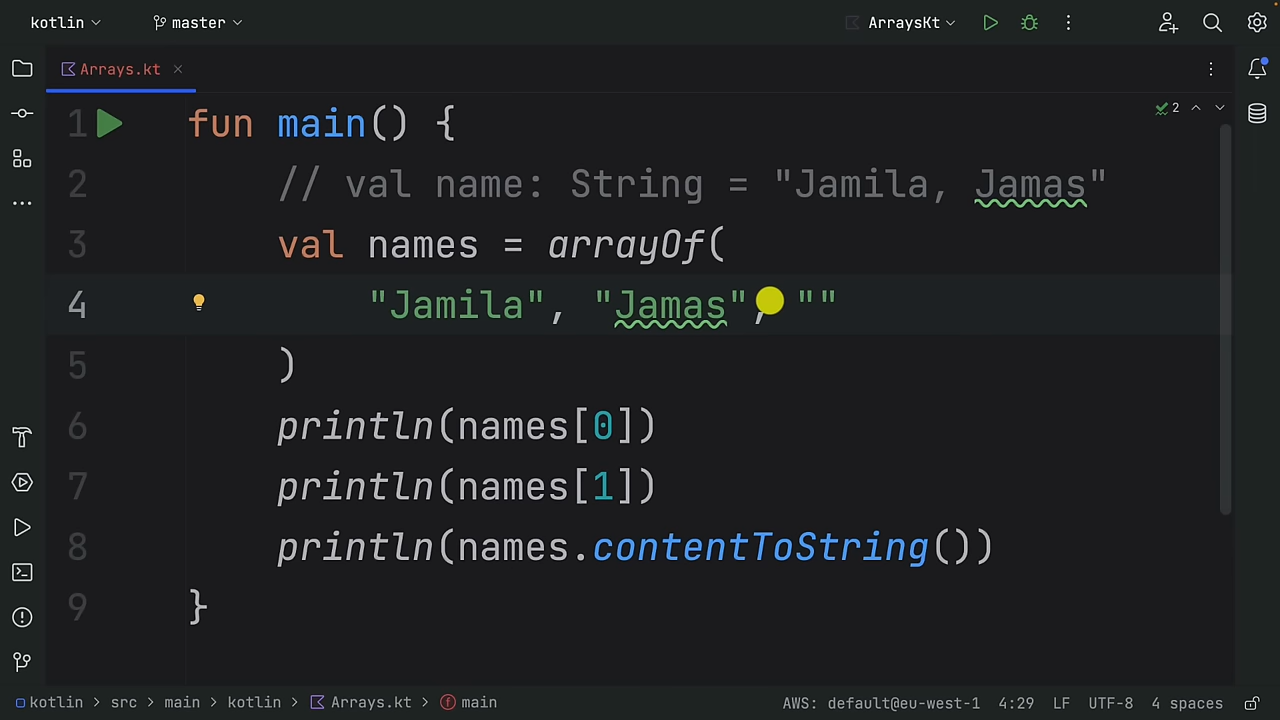 kotlin master ArraysKt
Arrays.kt
1 fun main() {
2
1 // val name: String = "Jamila, Jamas"
3 val names = arrayOf(
4 "Jamila", "Jamas", ""
5 )
6 println(names[0])
7 println(names[1])
8 println(names.contentToString())
9 }
kotlin > src > main > kotlin > Arrays.kt > main AWS: default@eu-west-1 4:29 LF UTF-8 4 spaces